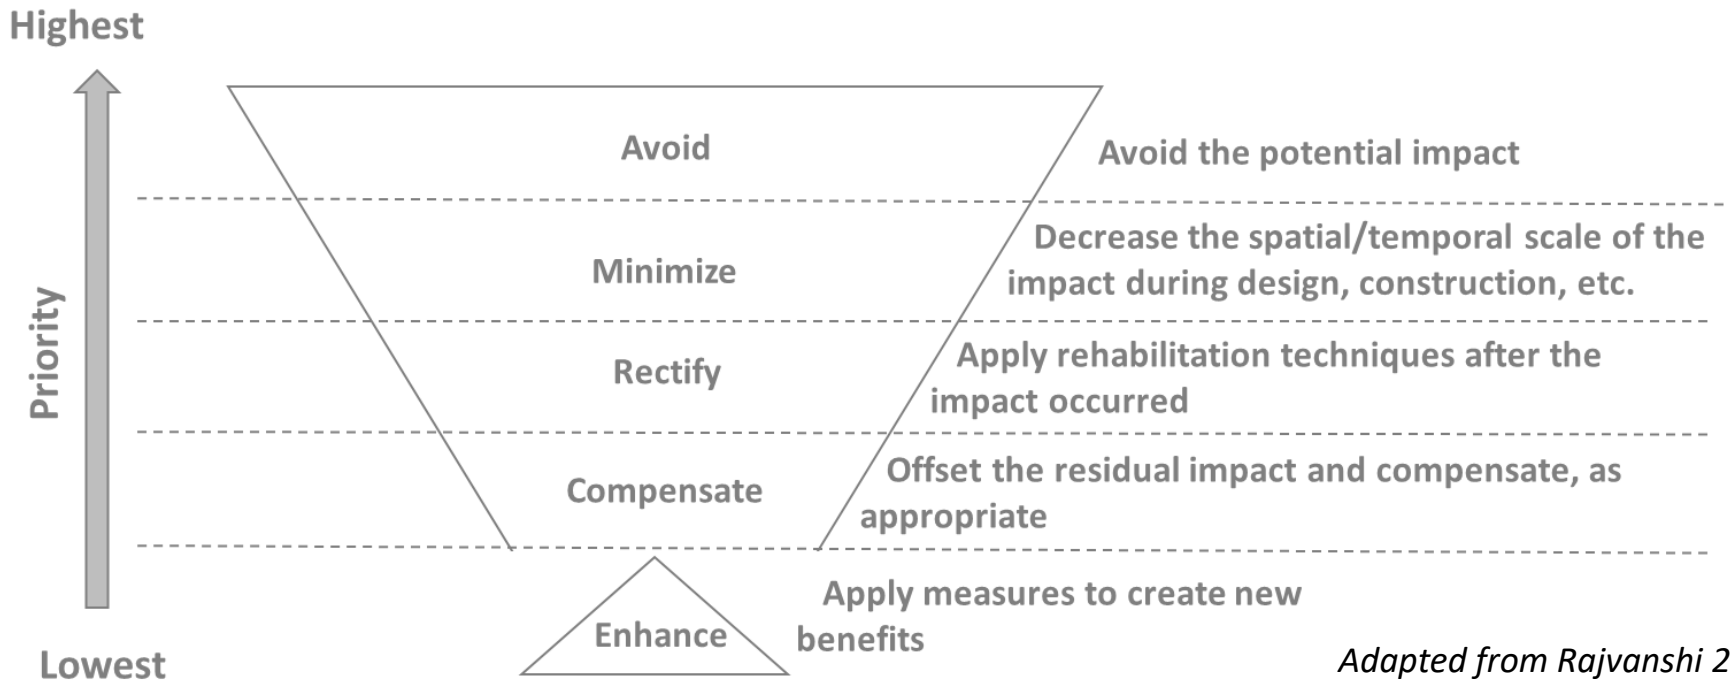 Highest
Avoid
Avoid the potential impact
Minimize
Decrease the spatial/temporal scale of the
impact during design, construction, etc.
Priority
Rectify
Apply rehabilitation techniques after the
impact occurred
Compensate
Offset the residual impact and compensate, as
appropriate
Enhance
Apply measures to create new
benefits
Lowest
Adapted from Rajvanshi 2